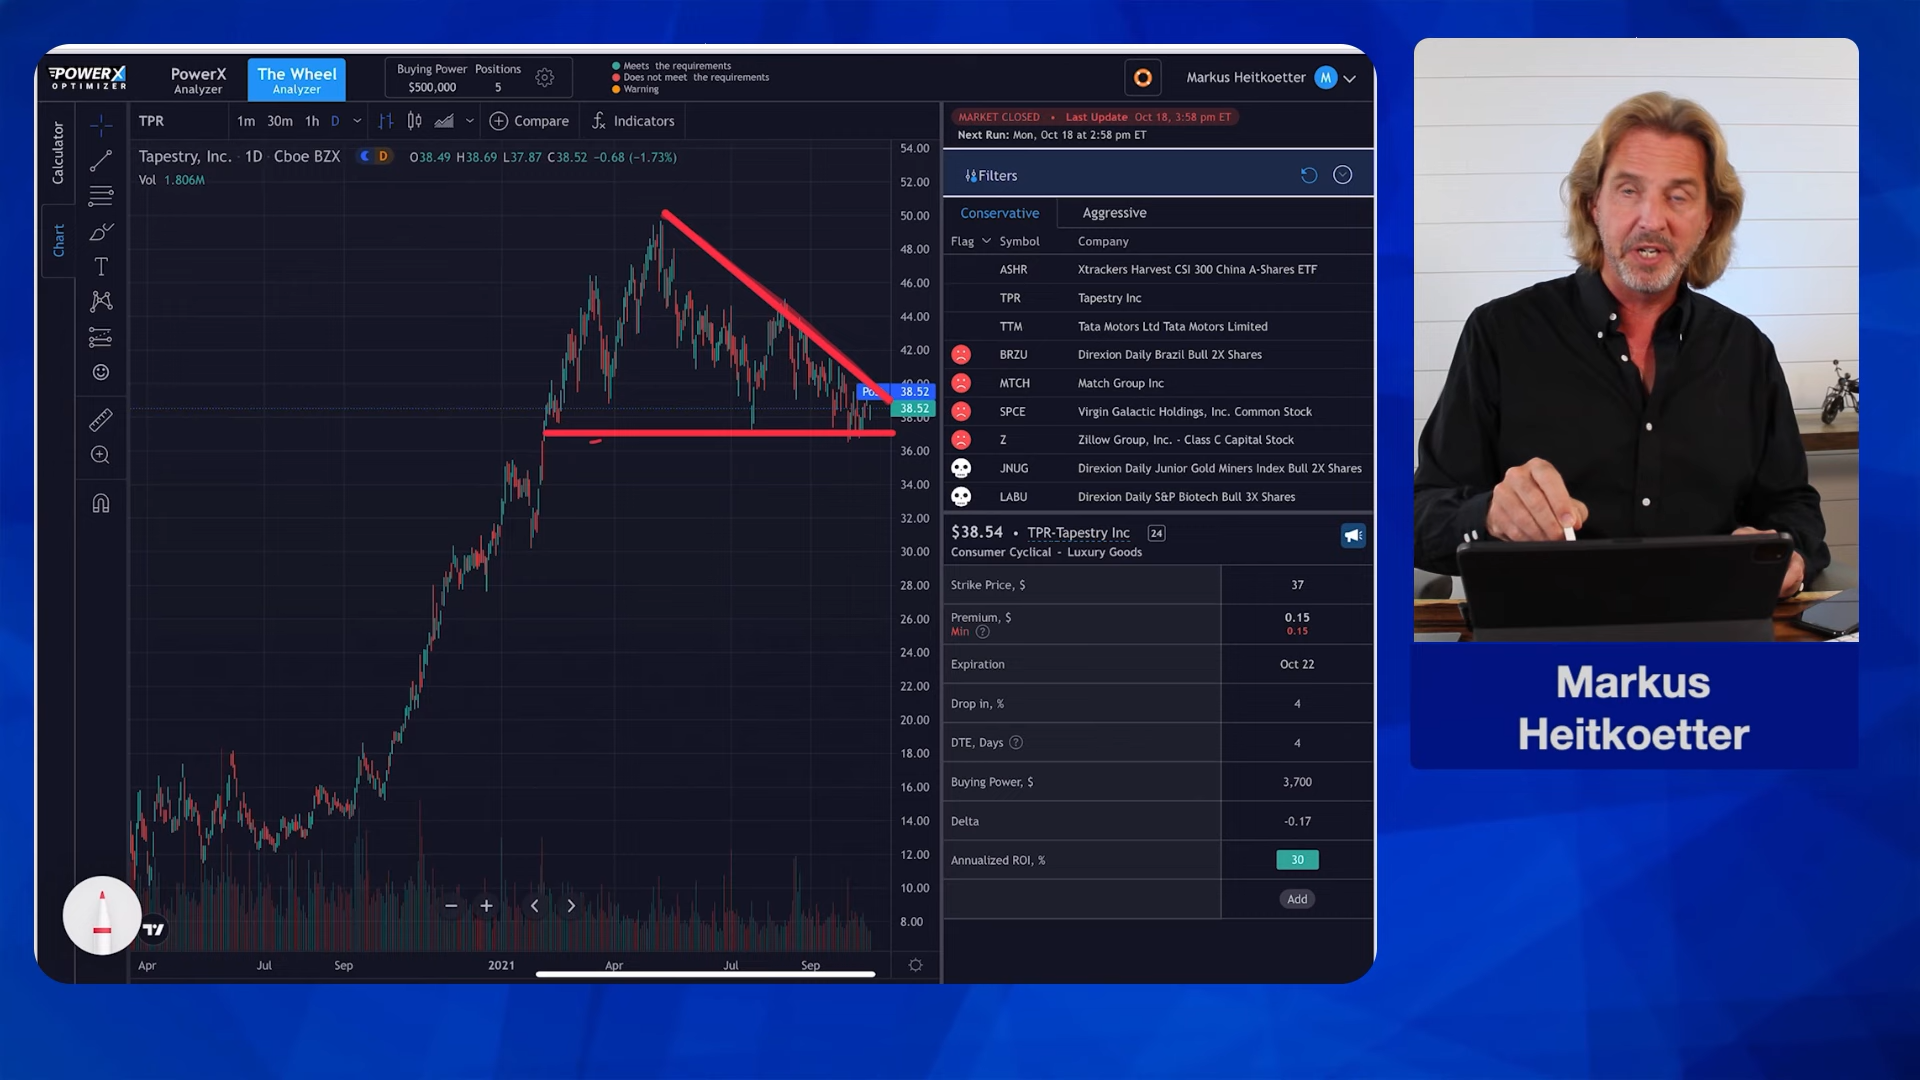 POWERX
OPTIMIZER
PowerX
Analyzer
The Wheel
Analyzer
Buying Power Positions
$500,000 5
Meets the requirements
Does not meet the requirements
Warning
Markus Heitkoetter M
Calculator
Chart
TPR 1m 30m 1h D Compare Indicators
Tapestry, Inc. · 1D · Cboe BZX D O38.49 H38.69 L37.87 C38.52 −0.68 (−1.73%)
Vol 1.806M
54.00
52.00
50.00
48.00
46.00
44.00
42.00
40.00
38.52
38.52
38.00
36.00
34.00
32.00
30.00
28.00
26.00
24.00
22.00
20.00
18.00
16.00
14.00
12.00
10.00
8.00
Apr Jul Sep 2021 Apr Jul Sep
MARKET CLOSED • Last Update Oct 18, 3:58 pm ET
Next Run: Mon, Oct 18 at 2:58 pm ET
Filters
Conservative Aggressive
Flag Symbol Company
ASHR Xtrackers Harvest CSI 300 China A-Shares ETF
TPR Tapestry Inc
TTM Tata Motors Ltd Tata Motors Limited
BRZU Direxion Daily Brazil Bull 2X Shares
MTCH Match Group Inc
SPCE Virgin Galactic Holdings, Inc. Common Stock
Z Zillow Group, Inc. - Class C Capital Stock
JNUG Direxion Daily Junior Gold Miners Index Bull 2X Shares
LABU Direxion Daily S&P Biotech Bull 3X Shares
$38.54 • TPR-Tapestry Inc 24
Consumer Cyclical - Luxury Goods
Strike Price, $ 37
Premium, $ 0.15
Min 0.15
Expiration Oct 22
Drop in, % 4
DTE, Days 4
Buying Power, $ 3,700
Delta -0.17
Annualized ROI, % 30
Add
Markus
Heitkoetter